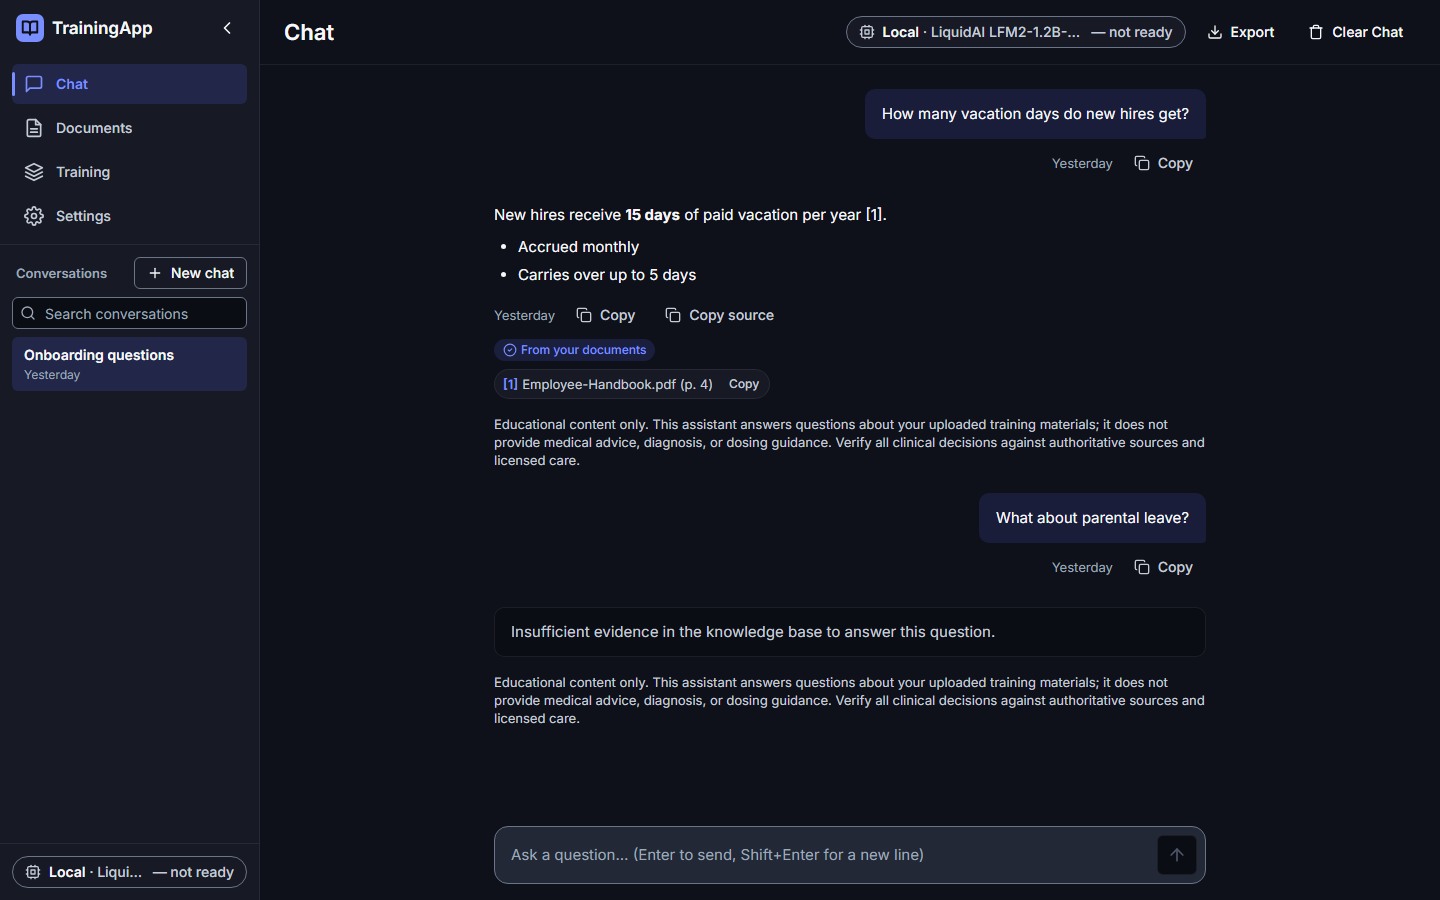 TrainingApp
Chat
Documents
Training
Settings
Conversations
New chat
Search conversations
Onboarding questions
Yesterday
Local · Liqui... — not ready
Chat
Local · LiquidAI LFM2-1.2B-... — not ready
Export
Clear Chat
How many vacation days do new hires get?
Yesterday
Copy
New hires receive 15 days of paid vacation per year [1].
• Accrued monthly
• Carries over up to 5 days
Yesterday
Copy
Copy source
From your documents
[1] Employee-Handbook.pdf (p. 4) Copy
Educational content only. This assistant answers questions about your uploaded training materials; it does not
provide medical advice, diagnosis, or dosing guidance. Verify all clinical decisions against authoritative sources and
licensed care.
What about parental leave?
Yesterday
Copy
Insufficient evidence in the knowledge base to answer this question.
Educational content only. This assistant answers questions about your uploaded training materials; it does not
provide medical advice, diagnosis, or dosing guidance. Verify all clinical decisions against authoritative sources and
licensed care.
Ask a question... (Enter to send, Shift+Enter for a new line)